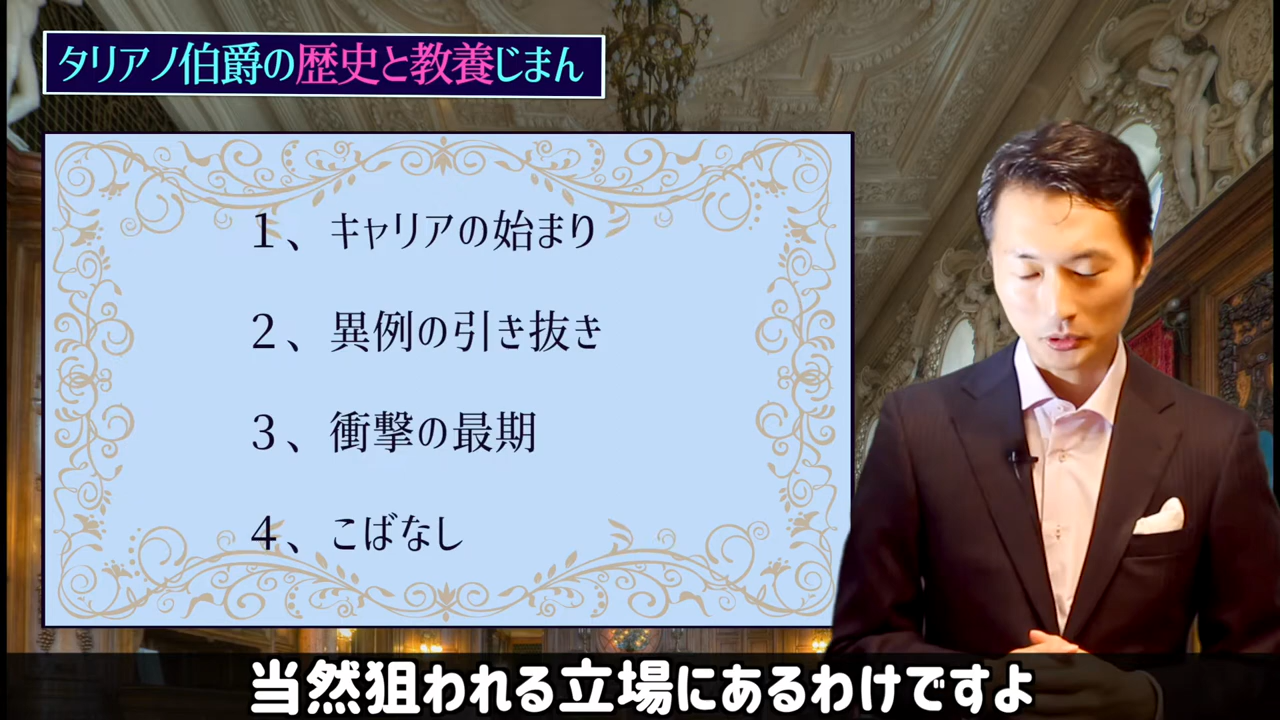 タリアノ伯爵の歴史と教養じまん
１、キャリアの始まり
２、異例の引き抜き
３、衝撃の最期
４、こばなし
当然狙われる立場にあるわけですよ